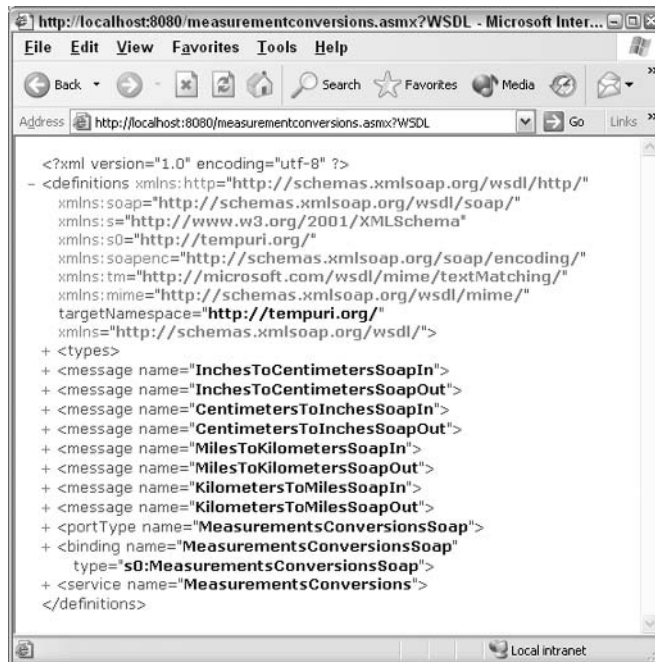 http://localhost:8080/measurementconversions.asmx?WSDL - Microsoft Inter...
File Edit View Favorites Tools Help
Back Search Favorites Media »
Address http://localhost:8080/measurementconversions.asmx?WSDL Go Links »
<?xml version="1.0" encoding="utf-8" ?>
- <definitions xmlns:http="http://schemas.xmlsoap.org/wsdl/http/"
xmlns:soap="http://schemas.xmlsoap.org/wsdl/soap/"
xmlns:s="http://www.w3.org/2001/XMLSchema"
xmlns:s0="http://tempuri.org/"
xmlns:soapenc="http://schemas.xmlsoap.org/soap/encoding/"
xmlns:tm="http://microsoft.com/wsdl/mime/textMatching/"
xmlns:mime="http://schemas.xmlsoap.org/wsdl/mime/"
targetNamespace="http://tempuri.org/"
xmlns="http://schemas.xmlsoap.org/wsdl/">
+ <types>
+ <message name="InchesToCentimetersSoapIn">
+ <message name="InchesToCentimetersSoapOut">
+ <message name="CentimetersToInchesSoapIn">
+ <message name="CentimetersToInchesSoapOut">
+ <message name="MilesToKilometersSoapIn">
+ <message name="MilesToKilometersSoapOut">
+ <message name="KilometersToMilesSoapIn">
+ <message name="KilometersToMilesSoapOut">
+ <portType name="MeasurementsConversionsSoap">
+ <binding name="MeasurementsConversionsSoap"
type="s0:MeasurementsConversionsSoap">
+ <service name="MeasurementsConversions">
</definitions>
Local intranet